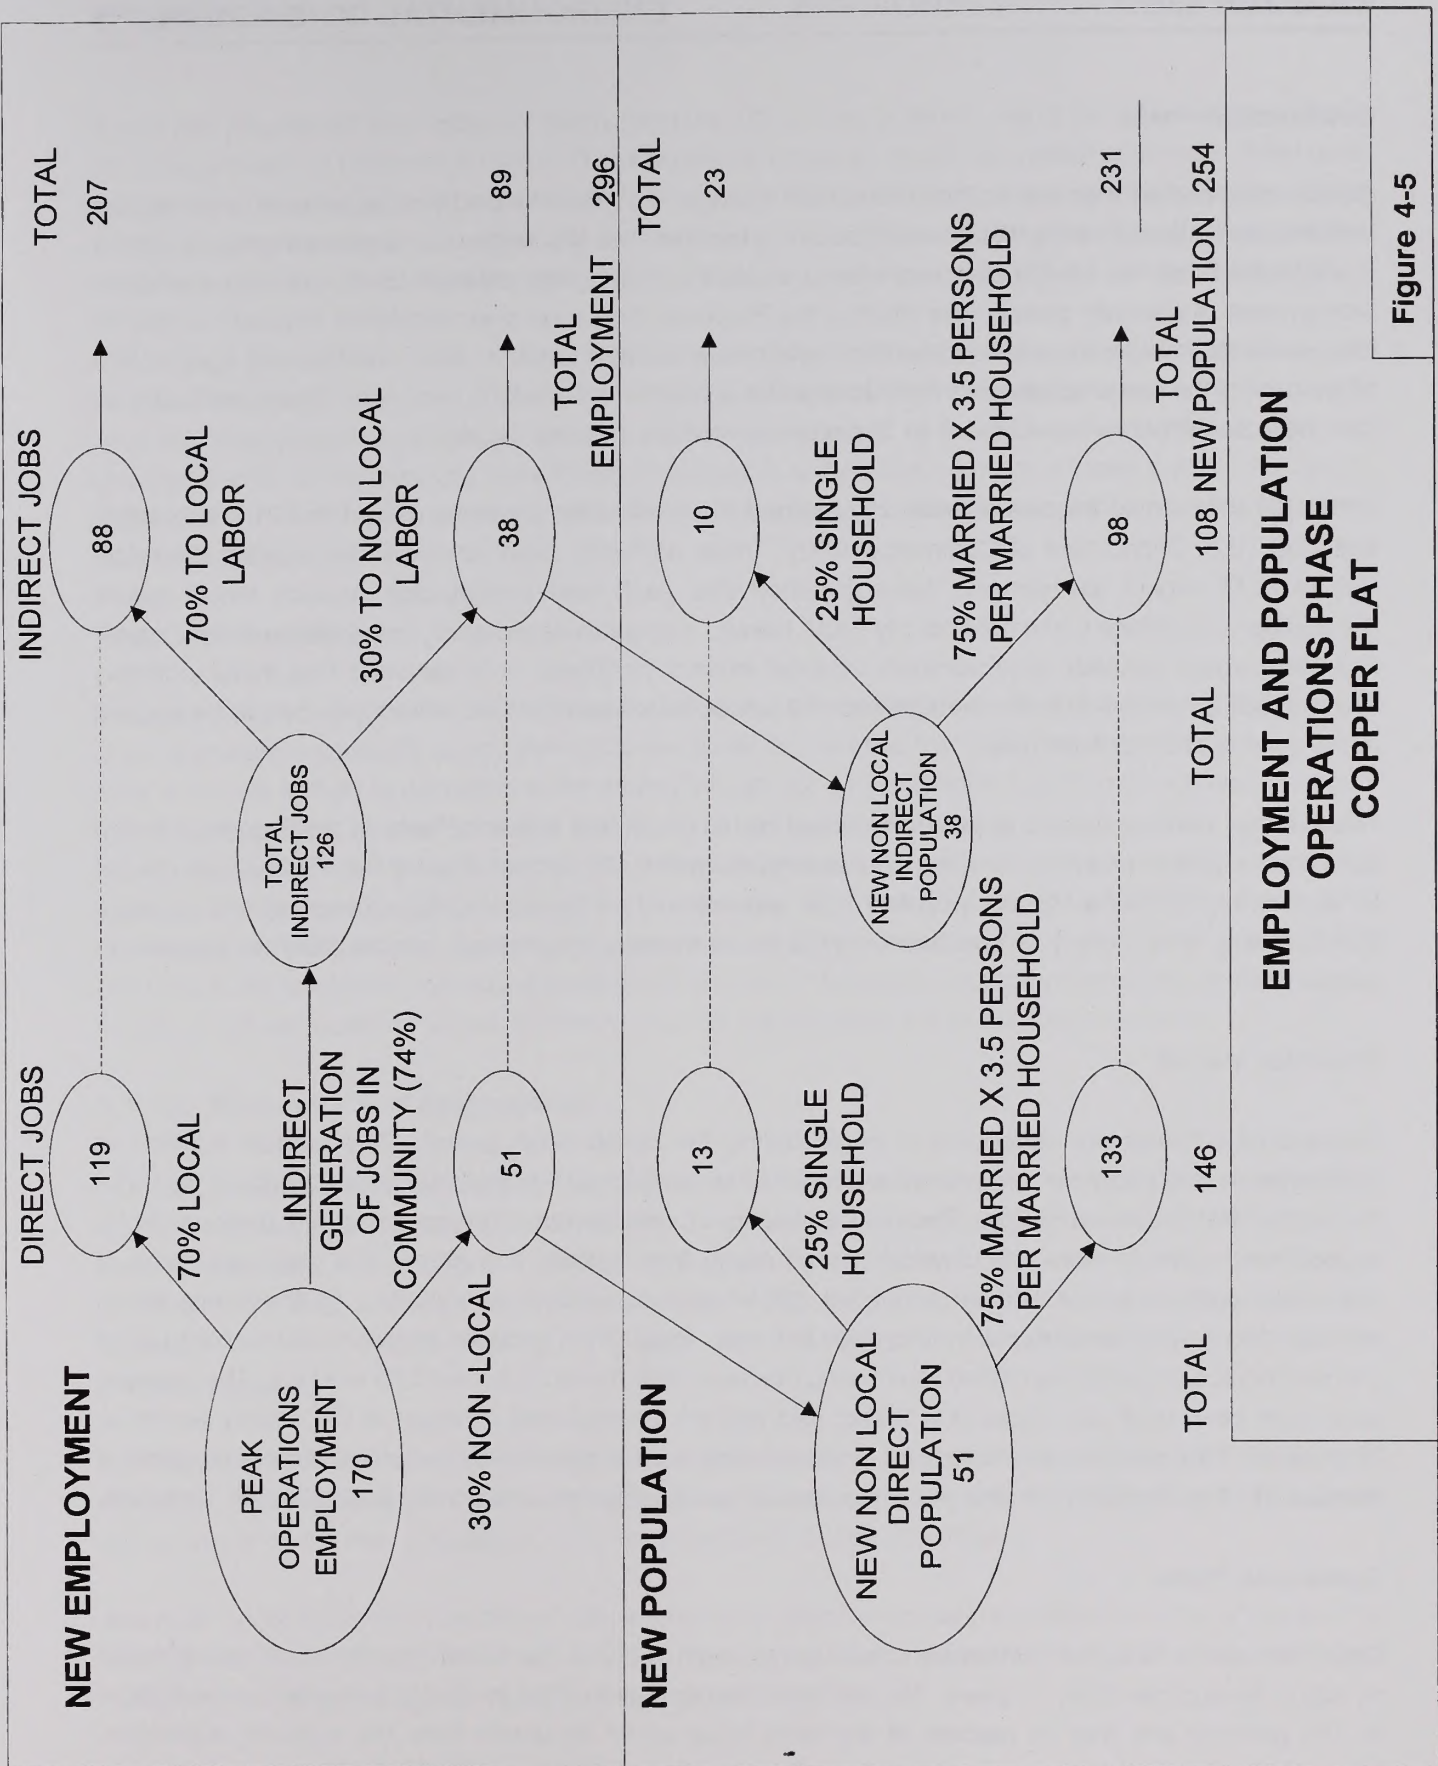 NEW EMPLOYMENT
DIRECT JOBS
INDIRECT JOBS
TOTAL
119
88
207
70% LOCAL
70% TO LOCAL
LABOR
PEAK
OPERATIONS
EMPLOYMENT
170
INDIRECT
GENERATION
OF JOBS IN
COMMUNITY (74%)
TOTAL
INDIRECT JOBS
126
30% TO NON LOCAL
LABOR
30% NON -LOCAL
51
38
89
TOTAL
EMPLOYMENT 296
NEW POPULATION
TOTAL
13
10
23
25% SINGLE
HOUSEHOLD
25% SINGLE
HOUSEHOLD
NEW NON LOCAL
DIRECT
POPULATION
51
NEW NON LOCAL
INDIRECT
POPULATION
38
75% MARRIED X 3.5 PERSONS
PER MARRIED HOUSEHOLD
75% MARRIED X 3.5 PERSONS
PER MARRIED HOUSEHOLD
133
98
231
TOTAL
146
TOTAL
108
TOTAL
NEW POPULATION 254
EMPLOYMENT AND POPULATION
OPERATIONS PHASE
COPPER FLAT
Figure 4-5